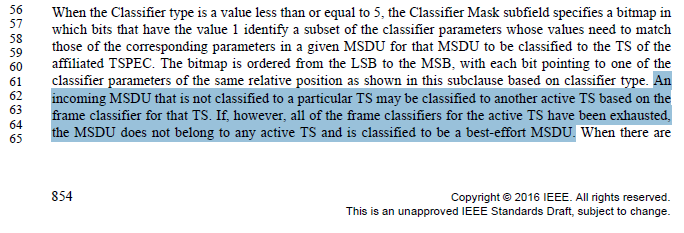 56 When the Classifier type is a value less than or equal to 5, the Classifier Mask subfield specifies a bitmap in
57 which bits that have the value 1 identify a subset of the classifier parameters whose values need to match
58 those of the corresponding parameters in a given MSDU for that MSDU to be classified to the TS of the
59 affiliated TSPEC. The bitmap is ordered from the LSB to the MSB, with each bit pointing to one of the
60
61 classifier parameters of the same relative position as shown in this subclause based on classifier type. An
62 incoming MSDU that is not classified to a particular TS may be classified to another active TS based on the
63 frame classifier for that TS. If, however, all of the frame classifiers for the active TS have been exhausted,
64
65 the MSDU does not belong to any active TS and is classified to be a best-effort MSDU. When there are
854
Copyright © 2016 IEEE. All rights reserved.
This is an unapproved IEEE Standards Draft, subject to change.